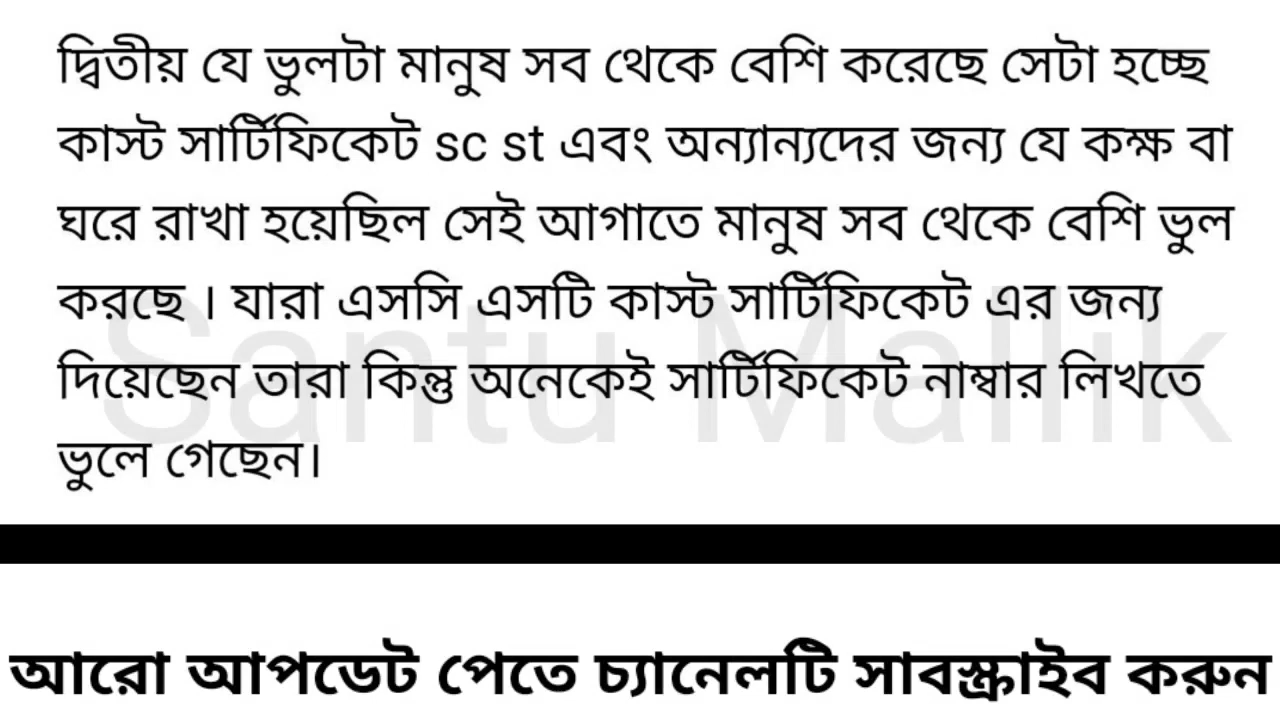 দ্বিতীয় যে ভুলটা মানুষ সব থেকে বেশি করেছে সেটা হচ্ছে
কাস্ট সার্টিফিকেট sc st এবং অন্যান্যদের জন্য যে কক্ষ বা
ঘরে রাখা হয়েছিল সেই আগাতে মানুষ সব থেকে বেশি ভুল
করছে । যারা এসসি এসটি কাস্ট সার্টিফিকেট এর জন্য
দিয়েছেন তারা কিন্তু অনেকেই সার্টিফিকেট নাম্বার লিখতে
ভুলে গেছেন।
Santu Mallik
আরো আপডেট পেতে চ্যানেলটি সাবস্ক্রাইব করুন